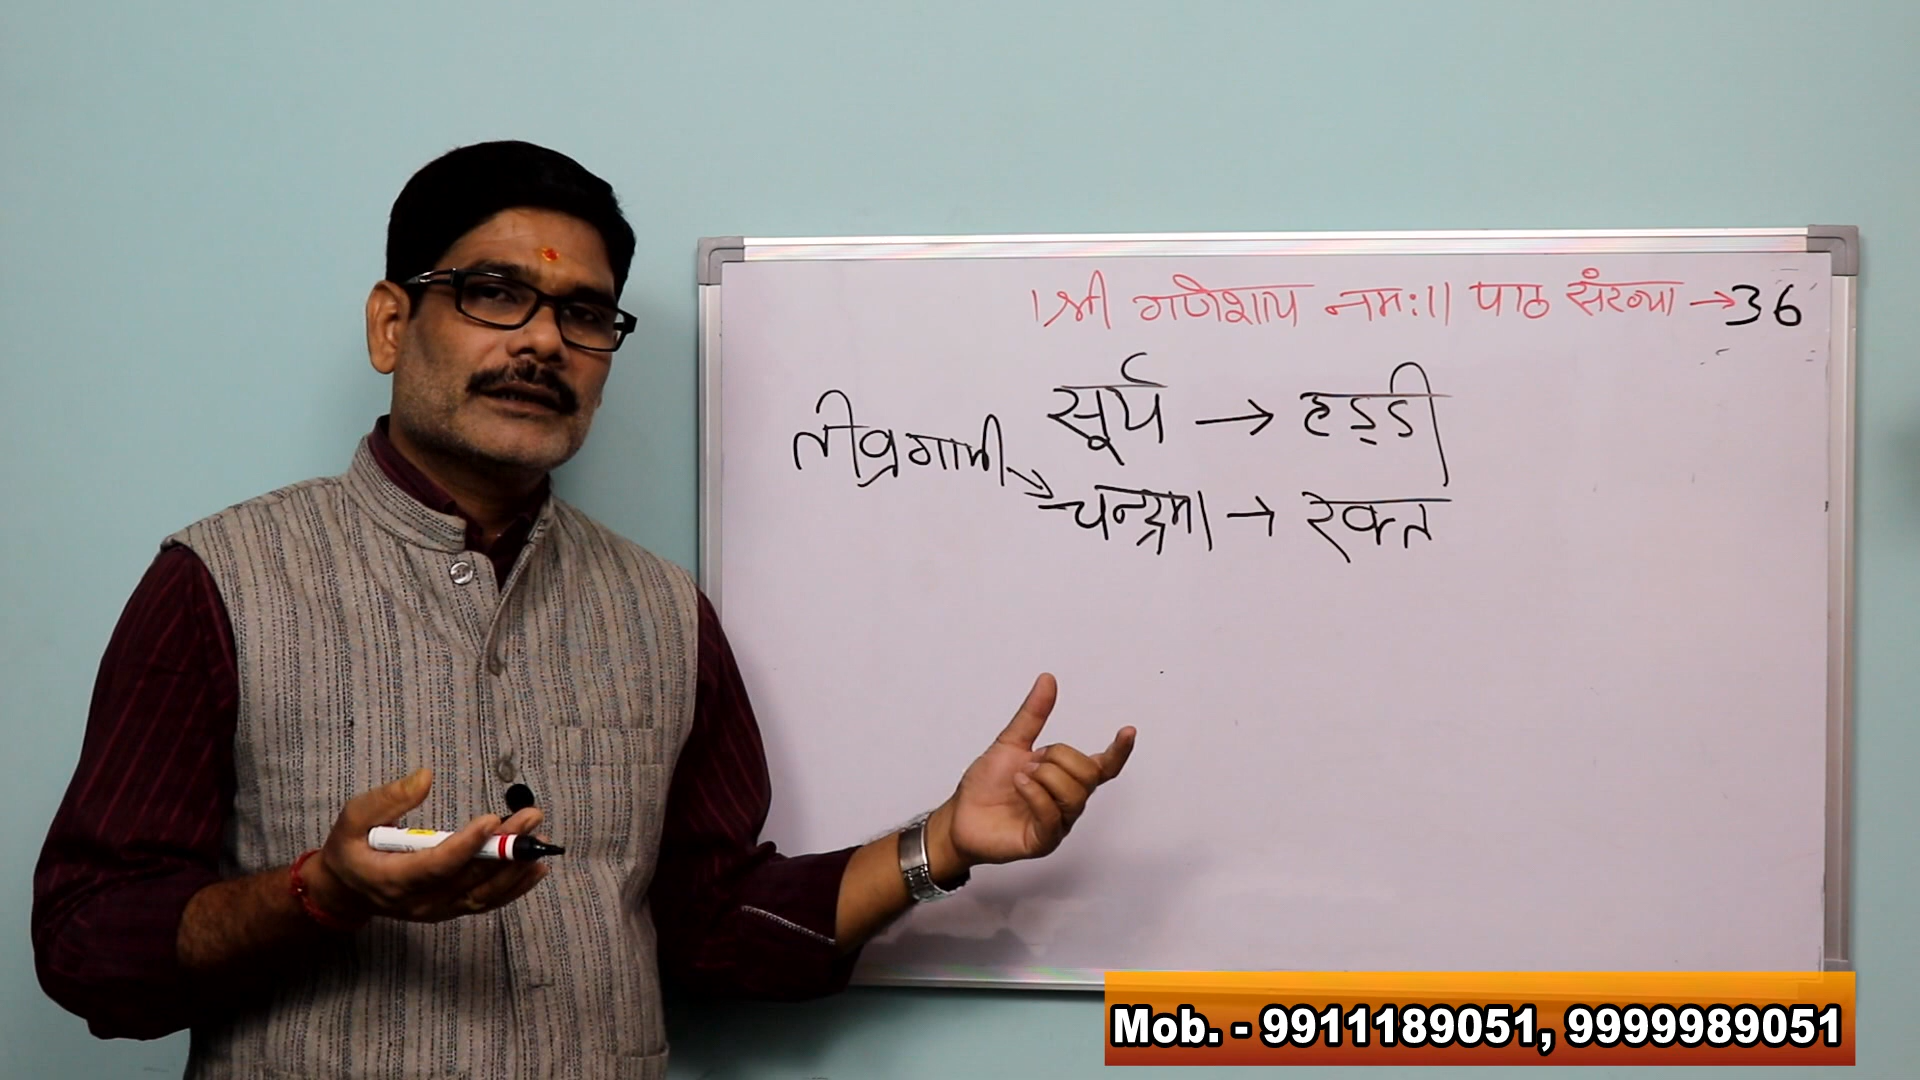 ।श्री गणेशाय नमः।। पाठ संख्या → 36
सूर्य → हड्डी
तीव्रगामी → चन्द्रमा → रक्त
Mob. - 9911189051, 9999989051